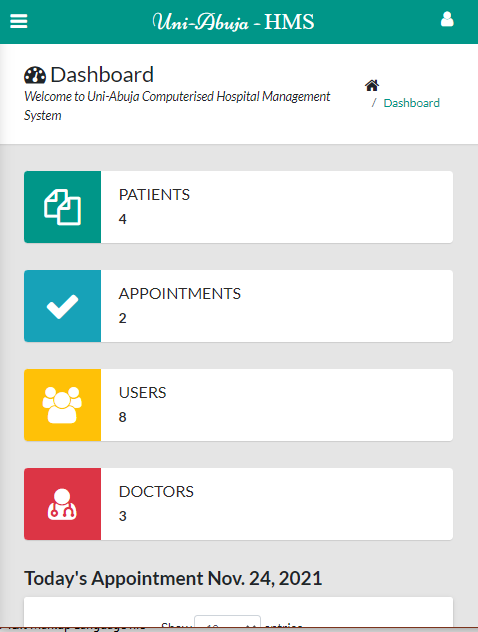 Uni-Abuja - HMS
Dashboard
Welcome to Uni-Abuja Computerised Hospital Management
System
/ Dashboard
PATIENTS
4
APPOINTMENTS
2
USERS
8
DOCTORS
3
Today's Appointment Nov. 24, 2021
Show 10 entries